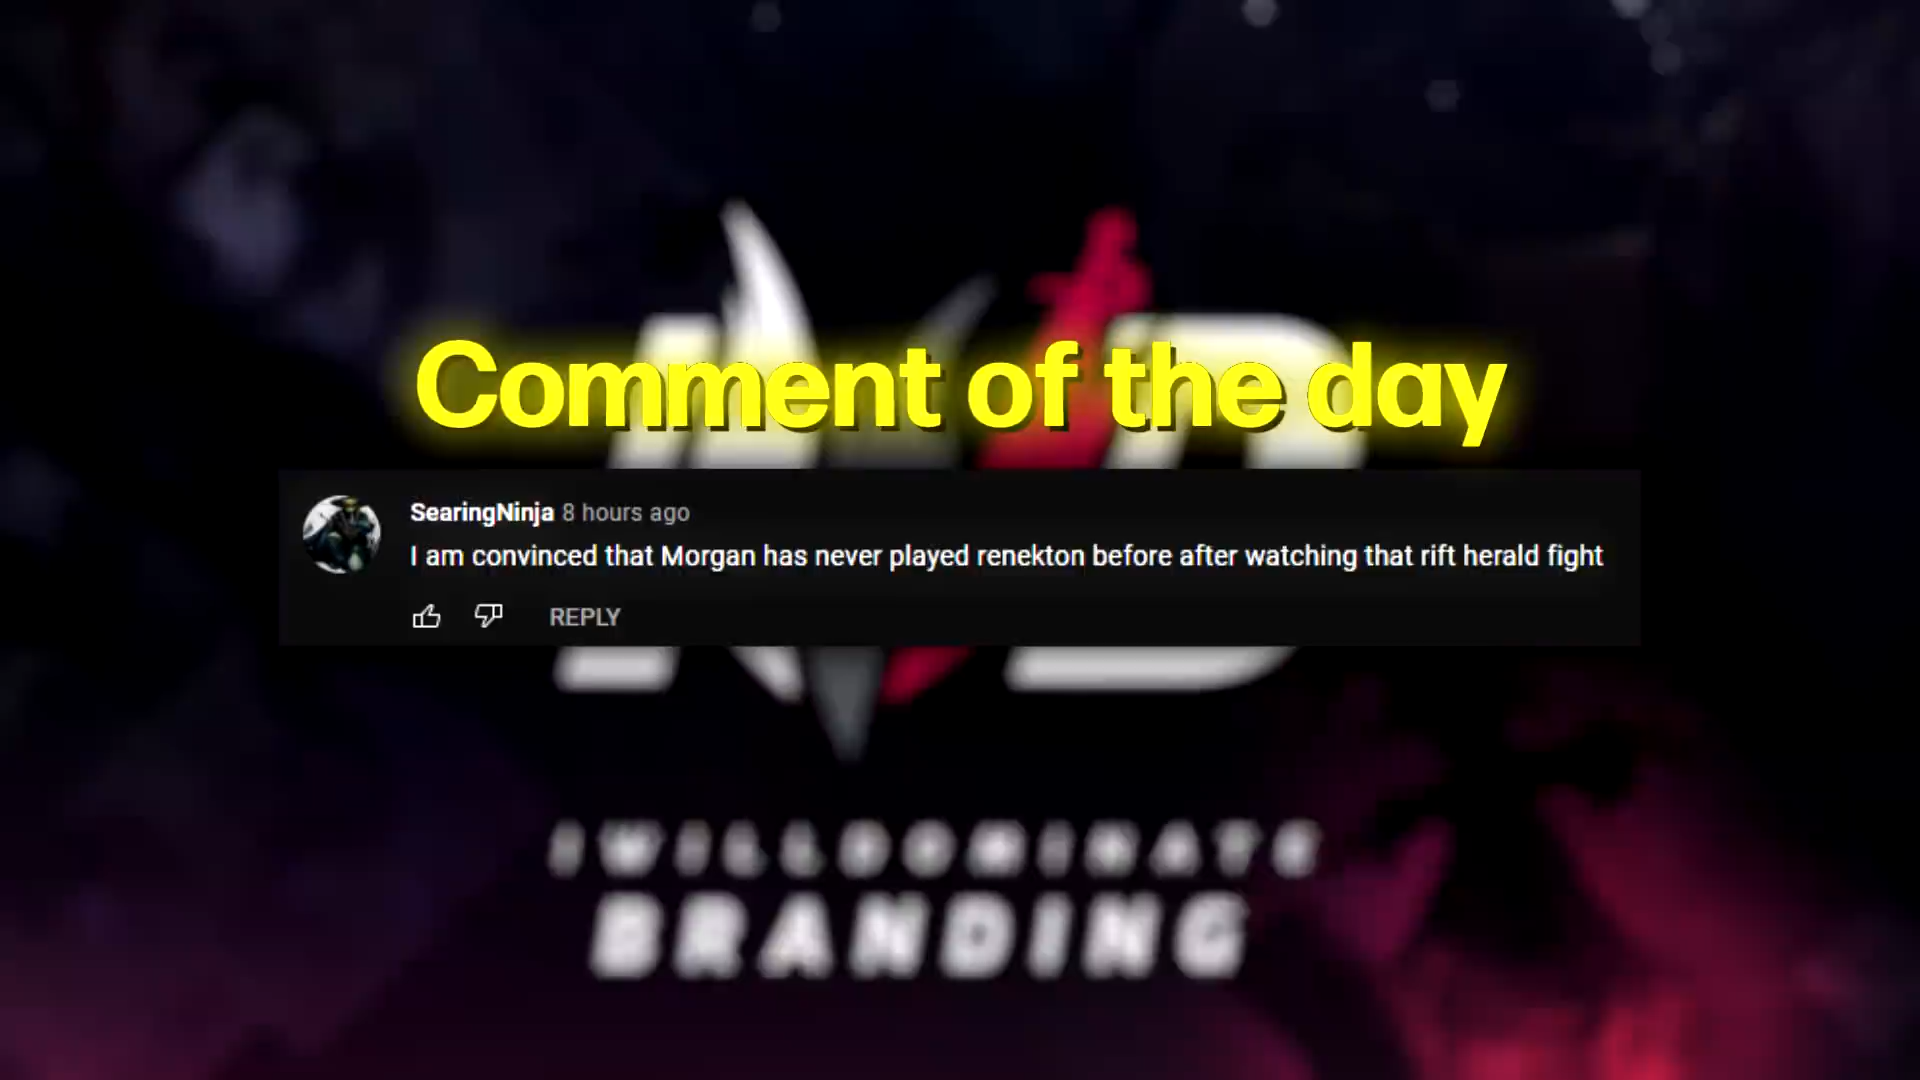 Comment of the day
SearingNinja 8 hours ago
I am convinced that Morgan has never played renekton before after watching that rift herald fight
REPLY
IWILLDOMINATE
BRANDING